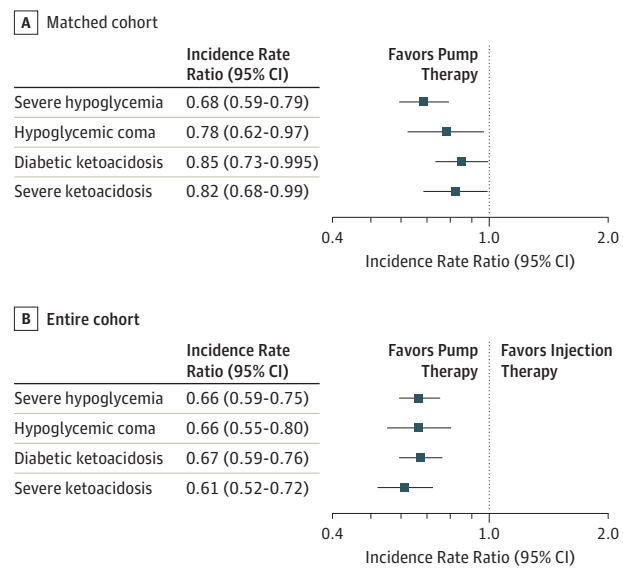 A Matched cohort
Incidence Rate Favors Pump
Ratio (95% CI) Therapy
Severe hypoglycemia 0.68 (0.59-0.79)
Hypoglycemic coma 0.78 (0.62-0.97)
Diabetic ketoacidosis 0.85 (0.73-0.995)
Severe ketoacidosis 0.82 (0.68-0.99)
0.4 1.0 2.0
Incidence Rate Ratio (95% CI)
B Entire cohort
Incidence Rate Favors Pump Favors Injection
Ratio (95% CI) Therapy Therapy
Severe hypoglycemia 0.66 (0.59-0.75)
Hypoglycemic coma 0.66 (0.55-0.80)
Diabetic ketoacidosis 0.67 (0.59-0.76)
Severe ketoacidosis 0.61 (0.52-0.72)
0.4 1.0 2.0
Incidence Rate Ratio (95% CI)